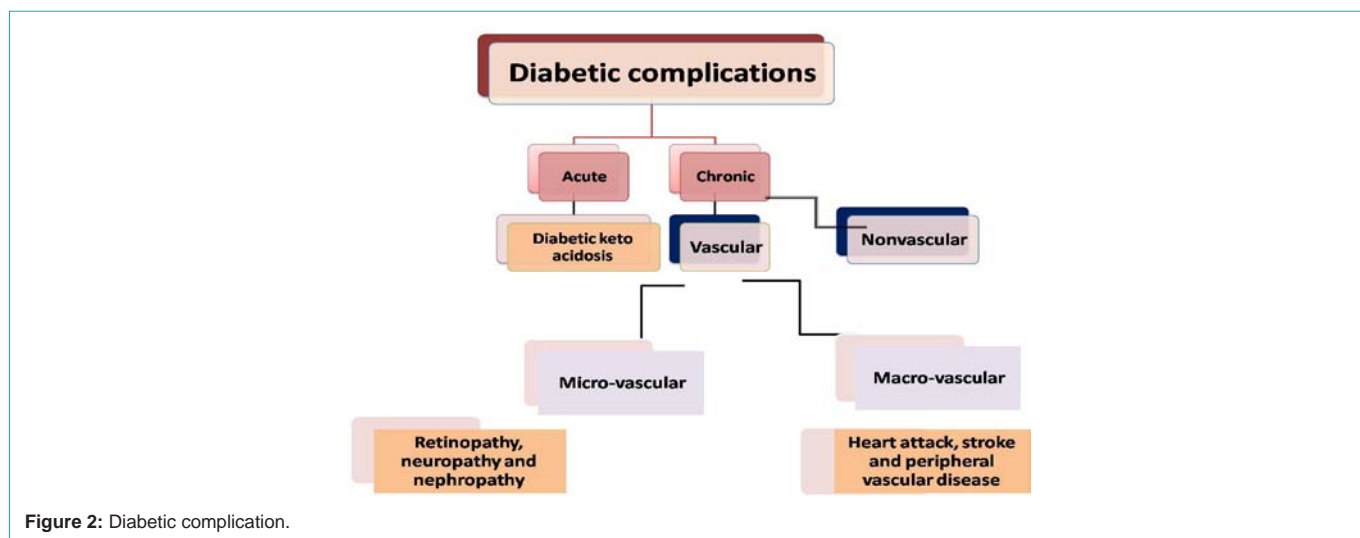 Diabetic complications
Acute
Chronic
Diabetic keto
acidosis
Vascular
Nonvascular
Micro-vascular
Macro-vascular
Retinopathy,
neuropathy and
nephropathy
Heart attack, stroke
and peripheral
vascular disease
Figure 2: Diabetic complication.